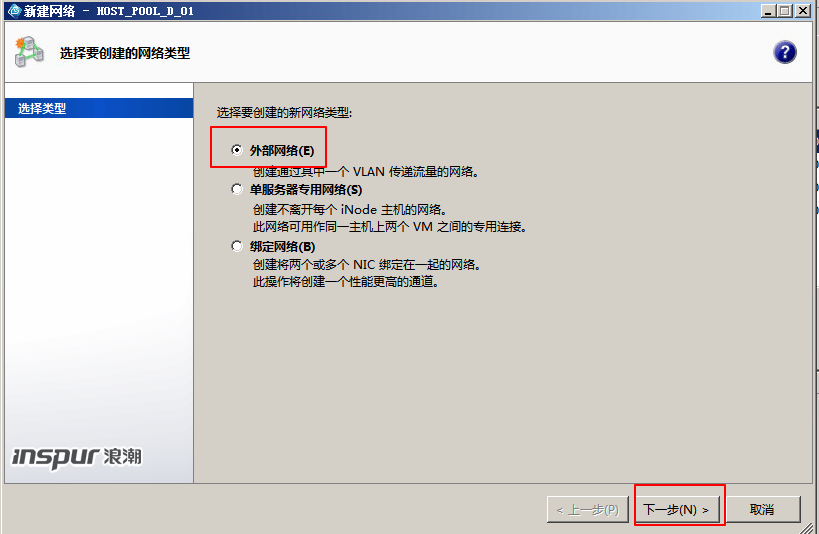 新建网络 - HOST_POOL_D_01
选择要创建的网络类型
?
选择类型
选择要创建的新网络类型:
外部网络(E)
创建通过其中一个 VLAN 传递流量的网络。
单服务器专用网络(S)
创建不离开每个 iNode 主机的网络。
此网络可用作同一主机上两个 VM 之间的专用连接。
绑定网络(B)
创建将两个或多个 NIC 绑定在一起的网络。
此操作将创建一个性能更高的通道。
inspur 浪潮
< 上一步(P) 下一步(N) > 取消